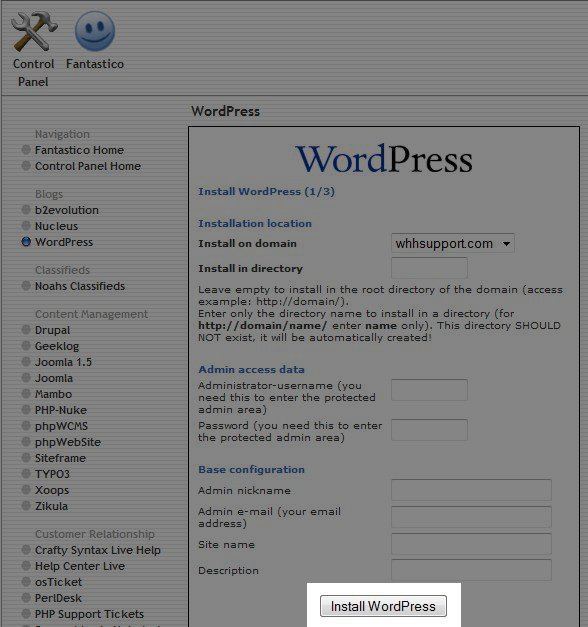 Control Panel
Fantastico
WordPress
Navigation
Fantastico Home
Control Panel Home
Blogs
b2evolution
Nucleus
WordPress
Classifieds
Noahs Classifieds
Content Management
Drupal
Geeklog
Joomla 1.5
Joomla
Mambo
PHP-Nuke
phpWCMS
phpWebSite
Siteframe
TYPO3
Xoops
Zikula
Customer Relationship
Crafty Syntax Live Help
Help Center Live
osTicket
PerlDesk
PHP Support Tickets
WordPress
Install WordPress (1/3)
Installation location
Install on domain
whhsupport.com
Install in directory
Leave empty to install in the root directory of the domain (access
example: http://domain/).
Enter only the directory name to install in a directory (for
http://domain/name/ enter name only). This directory SHOULD
NOT exist, it will be automatically created!
Admin access data
Administrator-username (you
need this to enter the protected
admin area)
Password (you need this to enter
the protected admin area)
Base configuration
Admin nickname
Admin e-mail (your email
address)
Site name
Description
Install WordPress